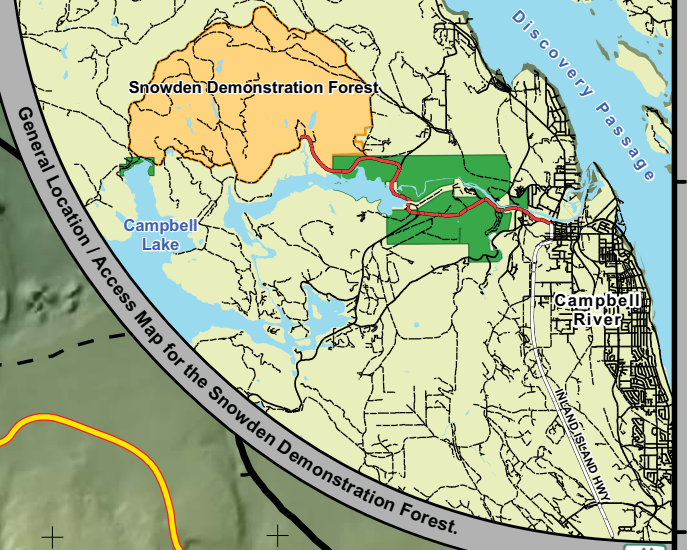 Discovery Passage
Snowden Demonstration Forest
Campbell
Lake
Campbell
River
INLAND ISLAND HWY
General Location / Access Map for the Snowden Demonstration Forest.